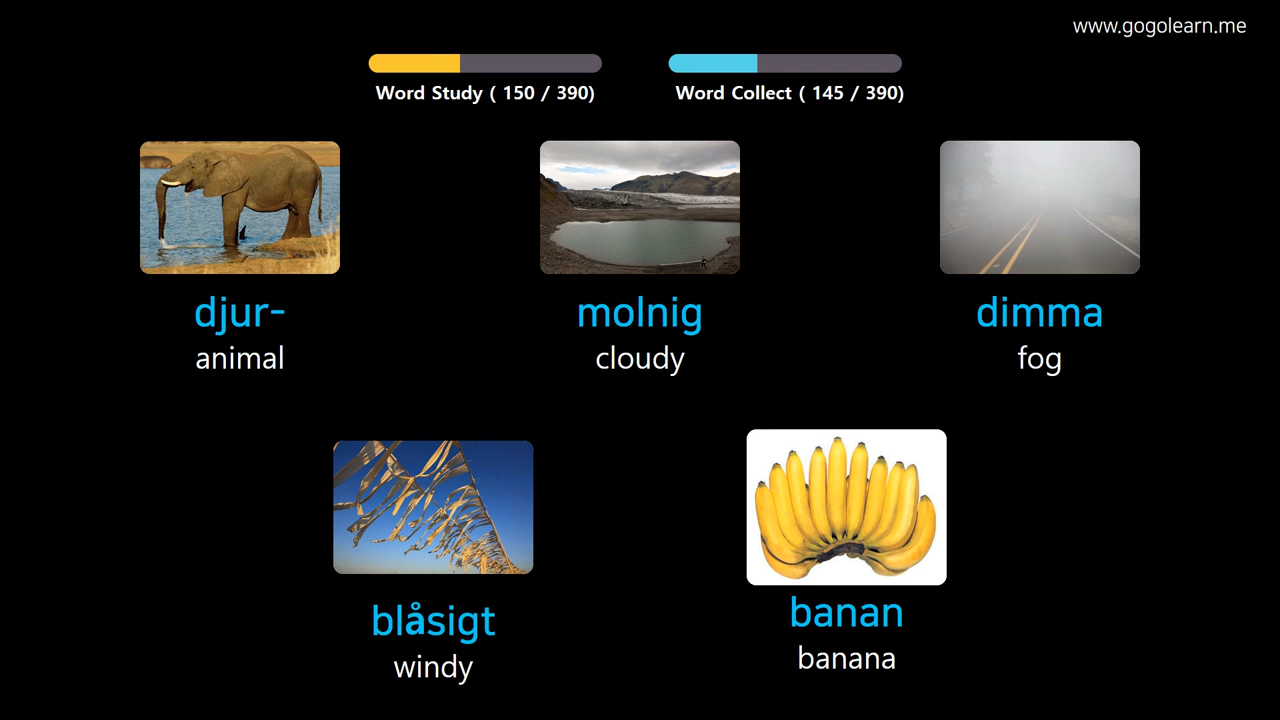 www.gogolearn.me
Word Study ( 150 / 390)
Word Collect ( 145 / 390)
djur-
animal
molnig
cloudy
dimma
fog
blåsigt
windy
banan
banana